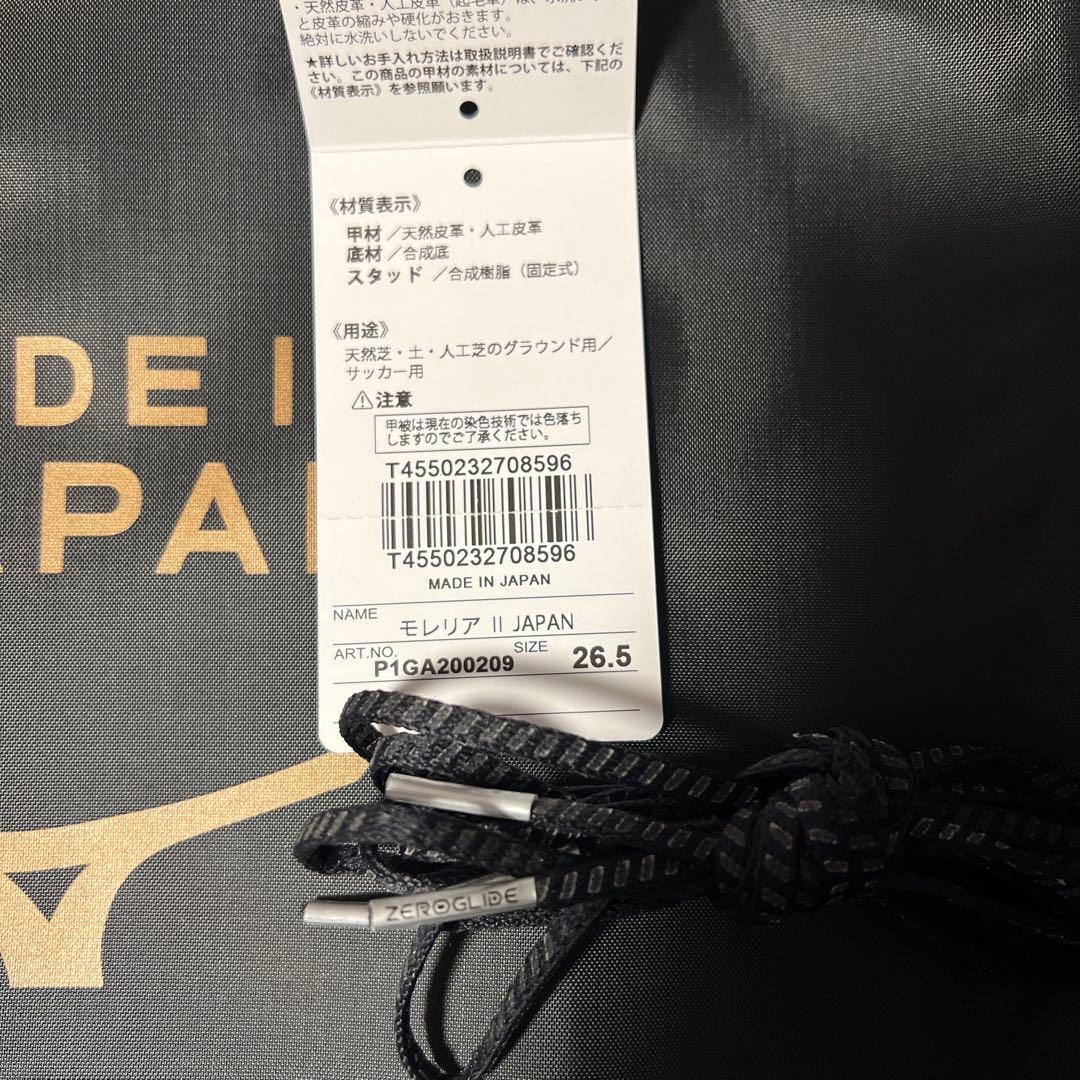 ・天然皮革・人工皮革（起毛革）は、水洗い
と皮革の縮みや硬化がおきます。
絶対に水洗いしないでください。
★詳しいお手入れ方法は取扱説明書でご確認くだ
さい。この商品の甲材の素材については、下記の
《材質表示》を参照願います。
《材質表示》
甲材／天然皮革・人工皮革
底材／合成底
スタッド ／合成樹脂（固定式）
《用途》
天然芝・土・人工芝のグラウンド用／
サッカー用
⚠注意
甲被は現在の染色技術では色落ち
しますのでご了承ください。
T4550232708596
T4550232708596
MADE IN JAPAN
NAME モレリア II JAPAN
ART.NO. P1GA200209 SIZE 26.5
DE I
APA
ZEROGLIDE